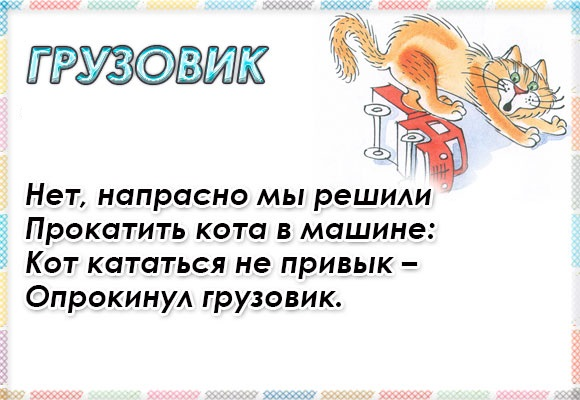 ГРУЗОВИК
Нет, напрасно мы решили
Прокатить кота в машине:
Кот кататься не привык –
Опрокинул грузовик.